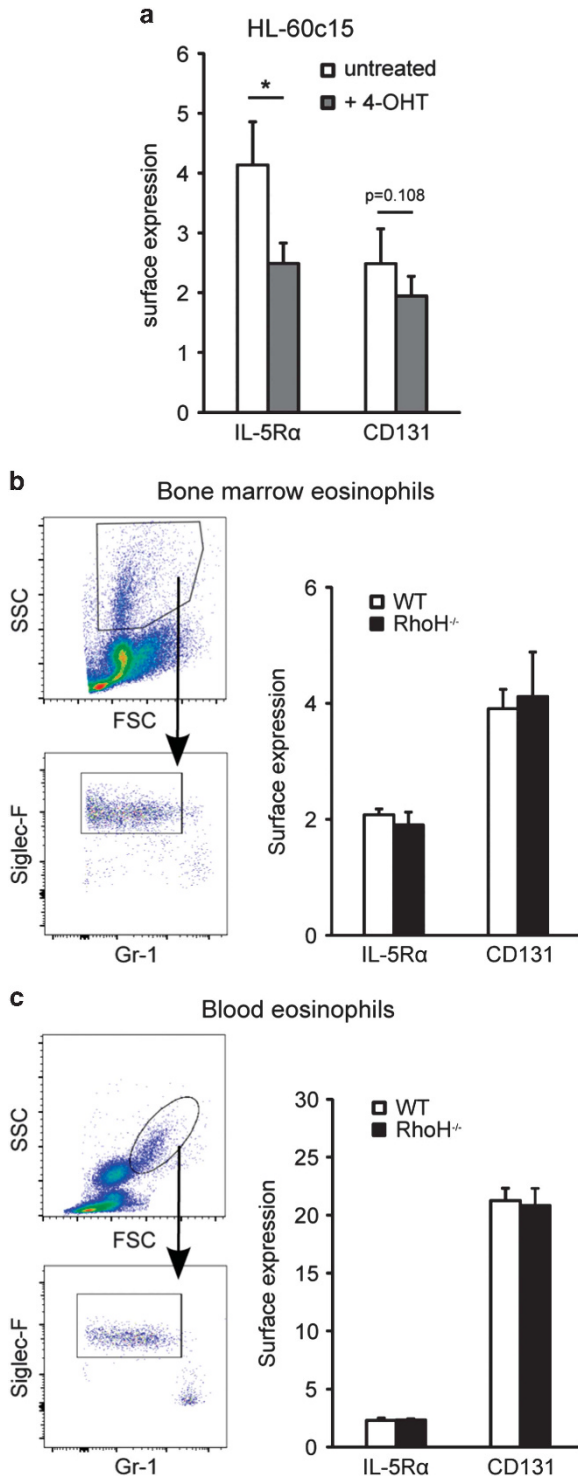 a
HL-60c15
6
5
4
3
2
1
0
surface expression
untreated
+ 4-OHT
*
p=0.108
IL-5Rα
CD131
b
Bone marrow eosinophils
SSC
FSC
Siglec-F
Gr-1
6
4
2
0
Surface expression
WT
RhoH-/-
IL-5Rα
CD131
c
Blood eosinophils
SSC
FSC
Siglec-F
Gr-1
30
25
20
15
10
5
0
Surface expression
WT
RhoH-/-
IL-5Rα
CD131